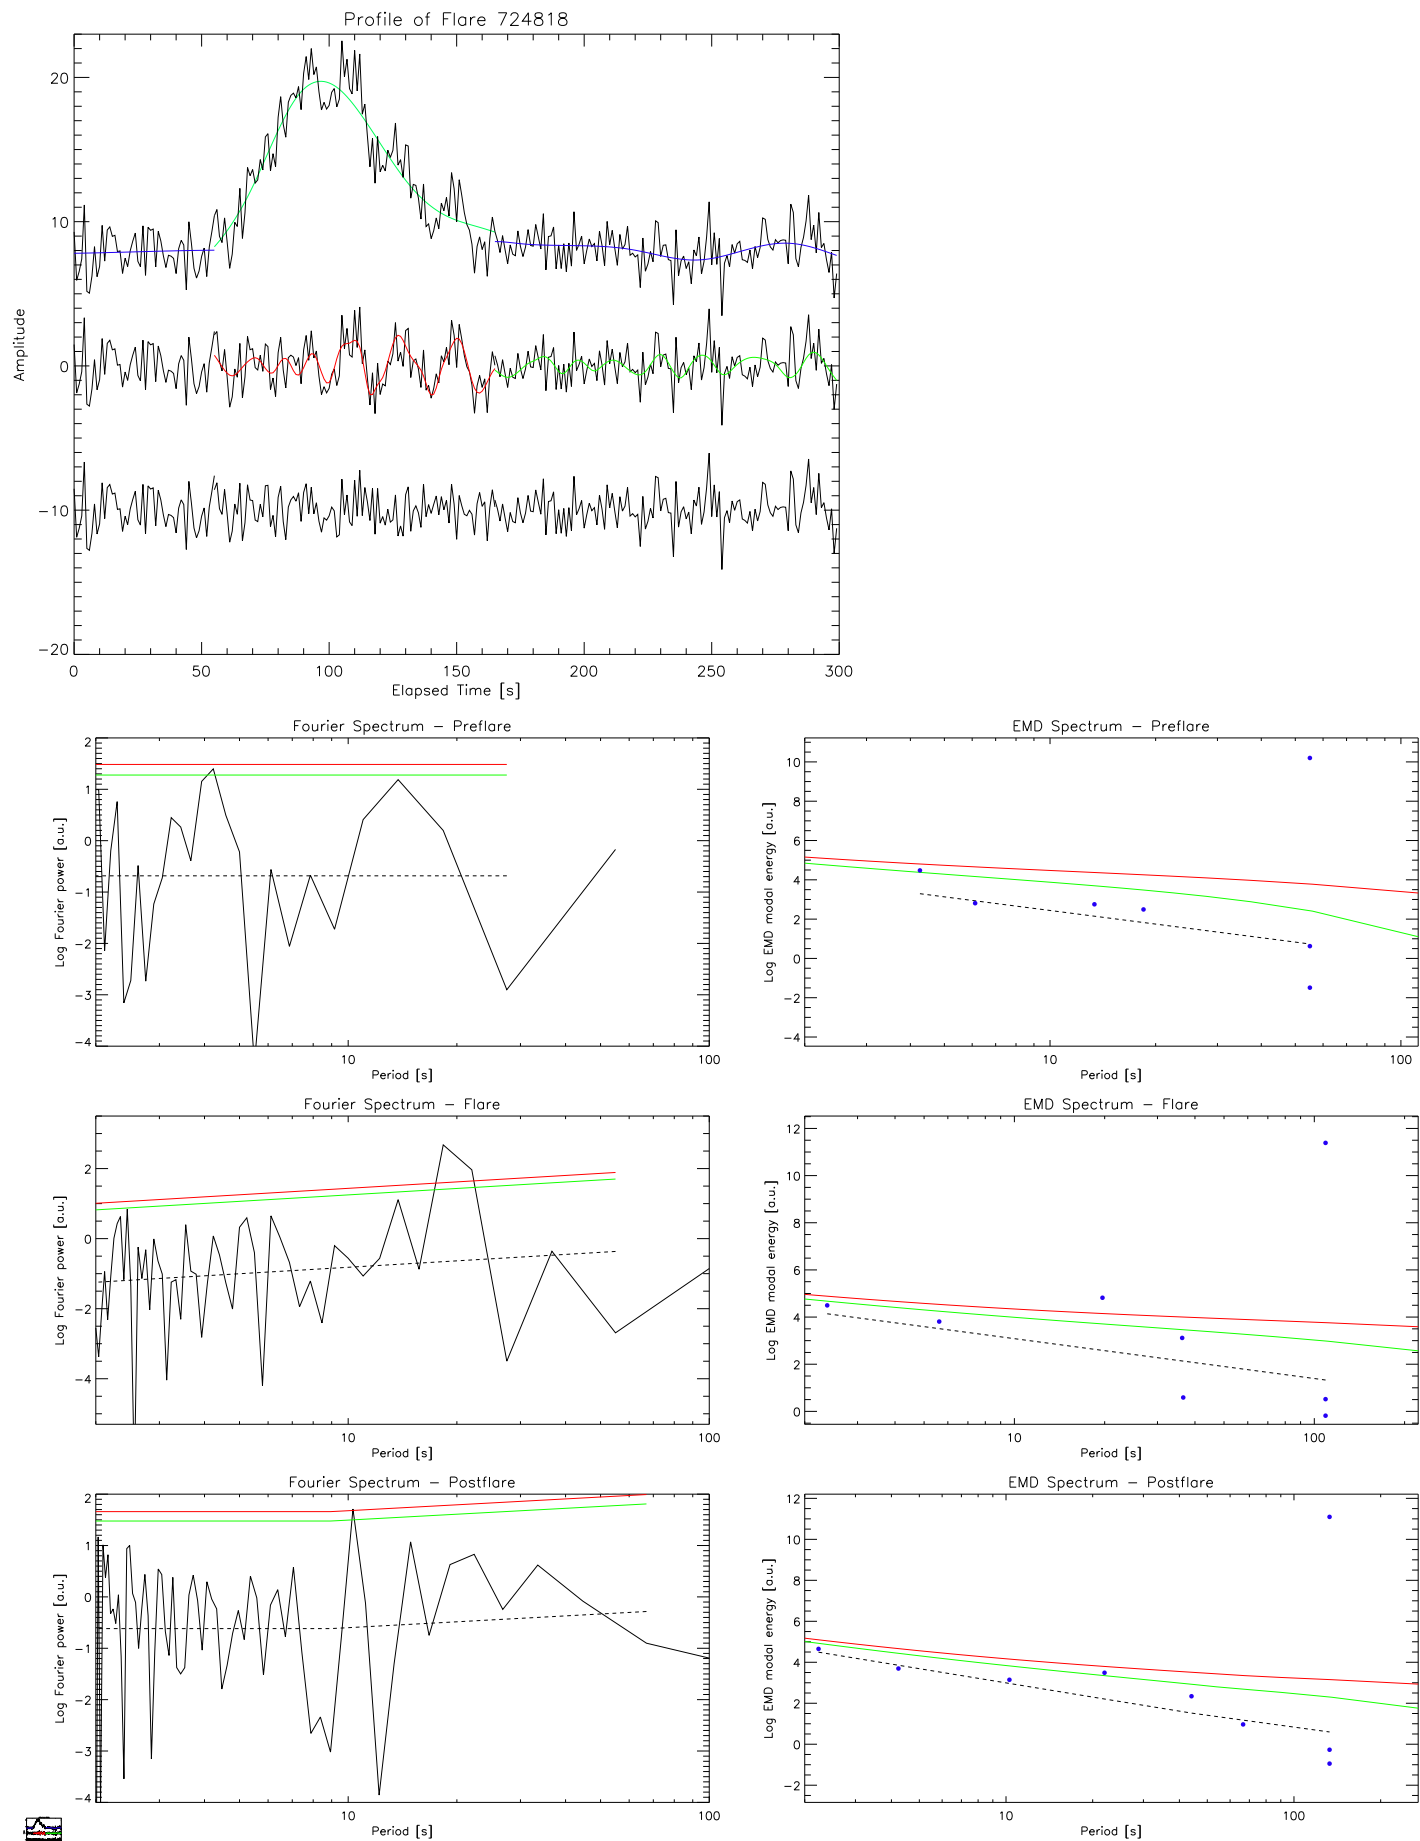 Profile of Flare 724818
Amplitude
20
10
0
−10
−20
0 50 100 150 200 250 300
Elapsed Time [s]
Fourier Spectrum − Preflare
Log Fourier power [a.u.]
2
1
0
−1
−2
−3
−4
10 100
Period [s]
EMD Spectrum − Preflare
Log EMD modal energy [a.u.]
10
8
6
4
2
0
−2
−4
10 100
Period [s]
Fourier Spectrum − Flare
Log Fourier power [a.u.]
2
0
−2
−4
10 100
Period [s]
EMD Spectrum − Flare
Log EMD modal energy [a.u.]
12
10
8
6
4
2
0
10 100
Period [s]
Fourier Spectrum − Postflare
Log Fourier power [a.u.]
2
1
0
−1
−2
−3
−4
10 100
Period [s]
EMD Spectrum − Postflare
Log EMD modal energy [a.u.]
12
10
8
6
4
2
0
−2
10 100
Period [s]